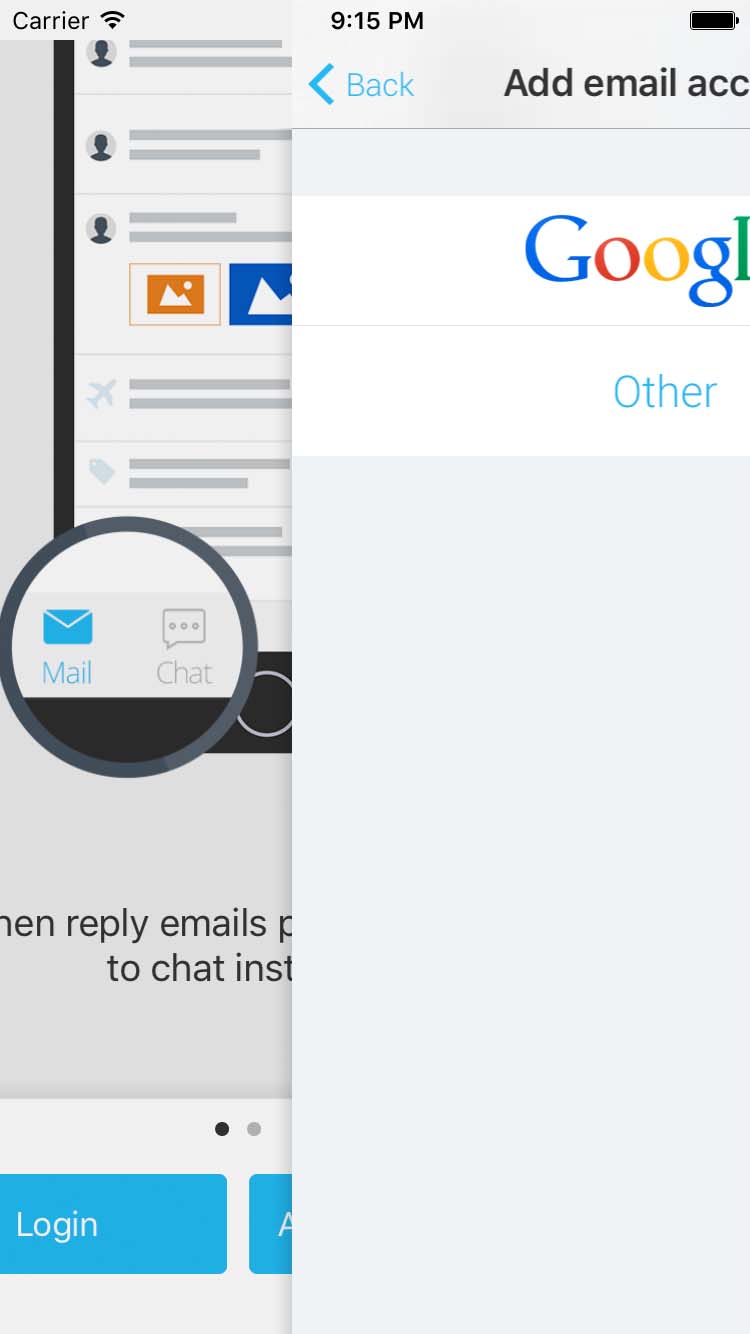 Carrier 9:15 PM
Back Add email acc
Googl
Other
Mail Chat
hen reply emails p
to chat inst
Login A